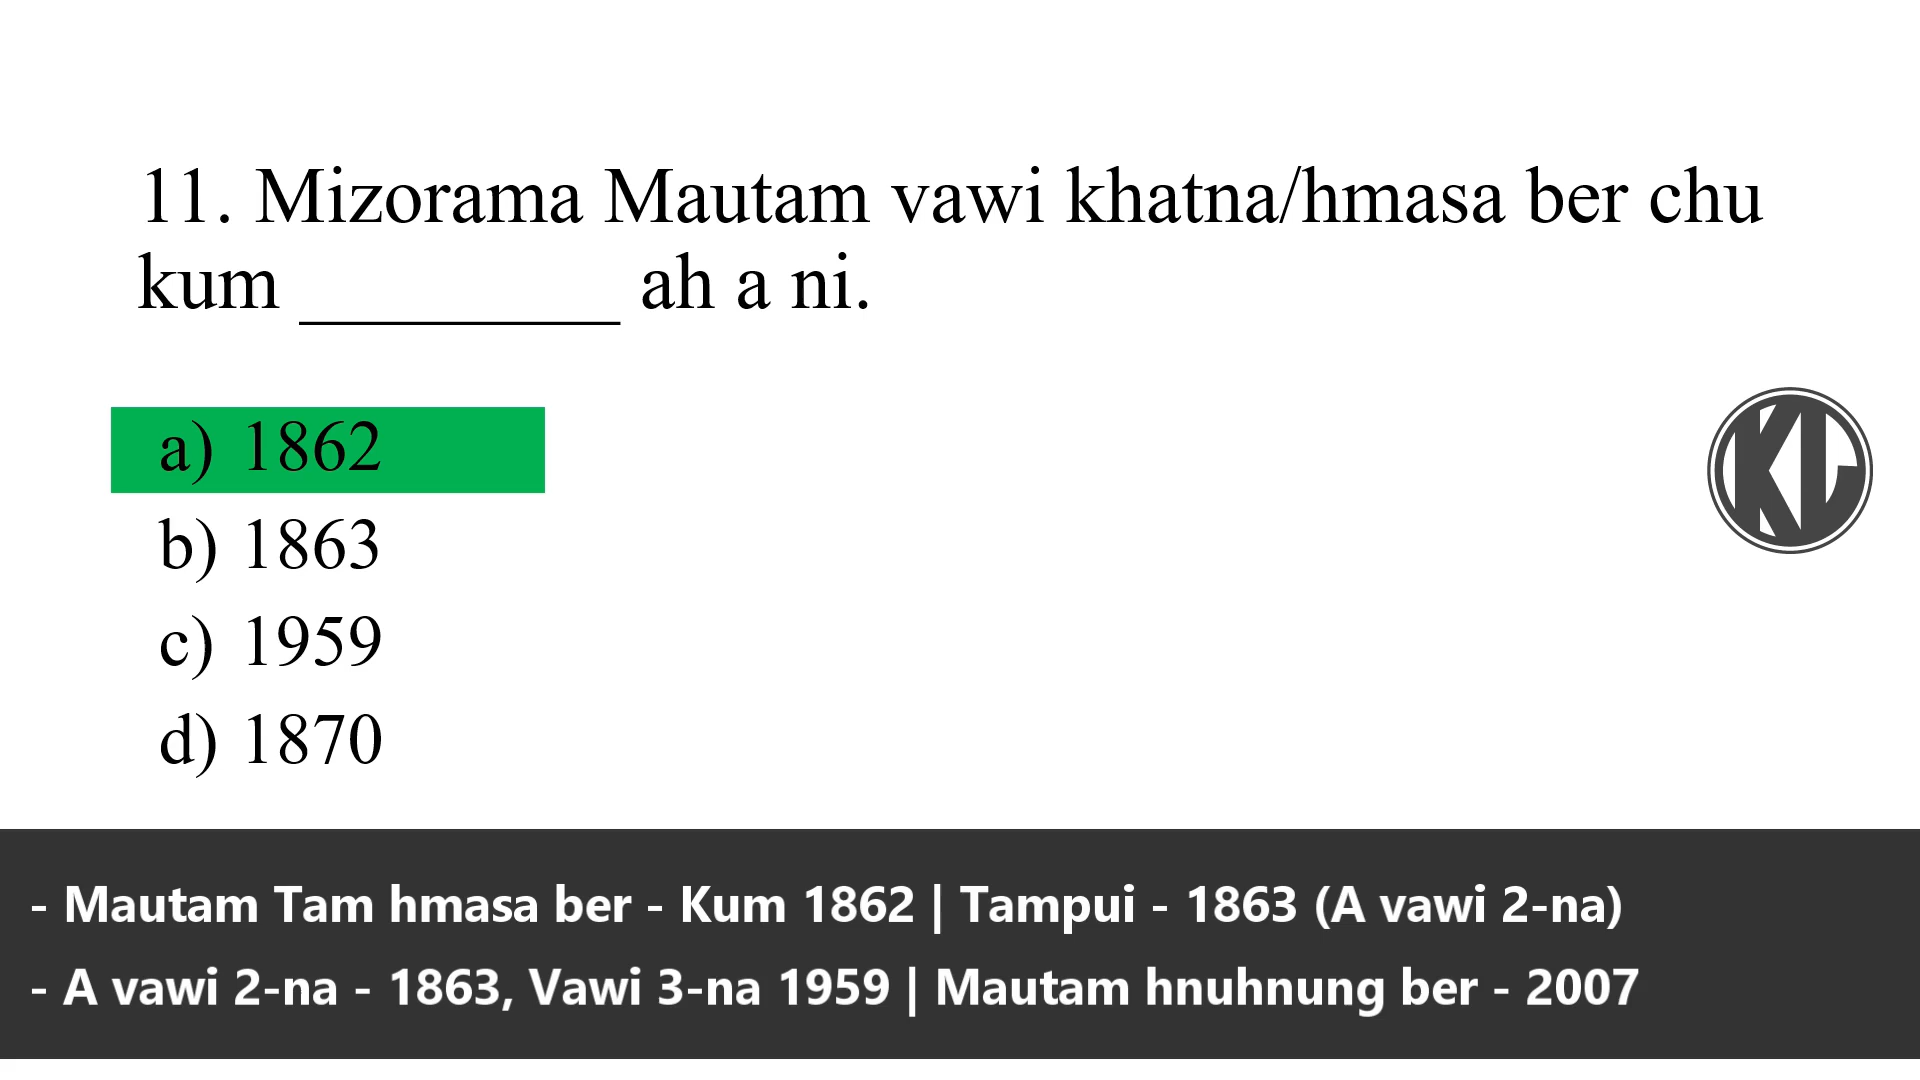 11. Mizorama Mautam vawi khatna/hmasa ber chu
kum ________ ah a ni.
a) 1862
b) 1863
c) 1959
d) 1870
KL
- Mautam Tam hmasa ber - Kum 1862 | Tampui - 1863 (A vawi 2-na)
- A vawi 2-na - 1863, Vawi 3-na 1959 | Mautam hnuhnung ber - 2007